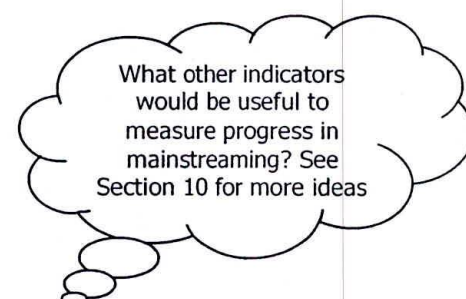 What other indicators
would be useful to
measure progress in
mainstreaming? See
Section 10 for more ideas